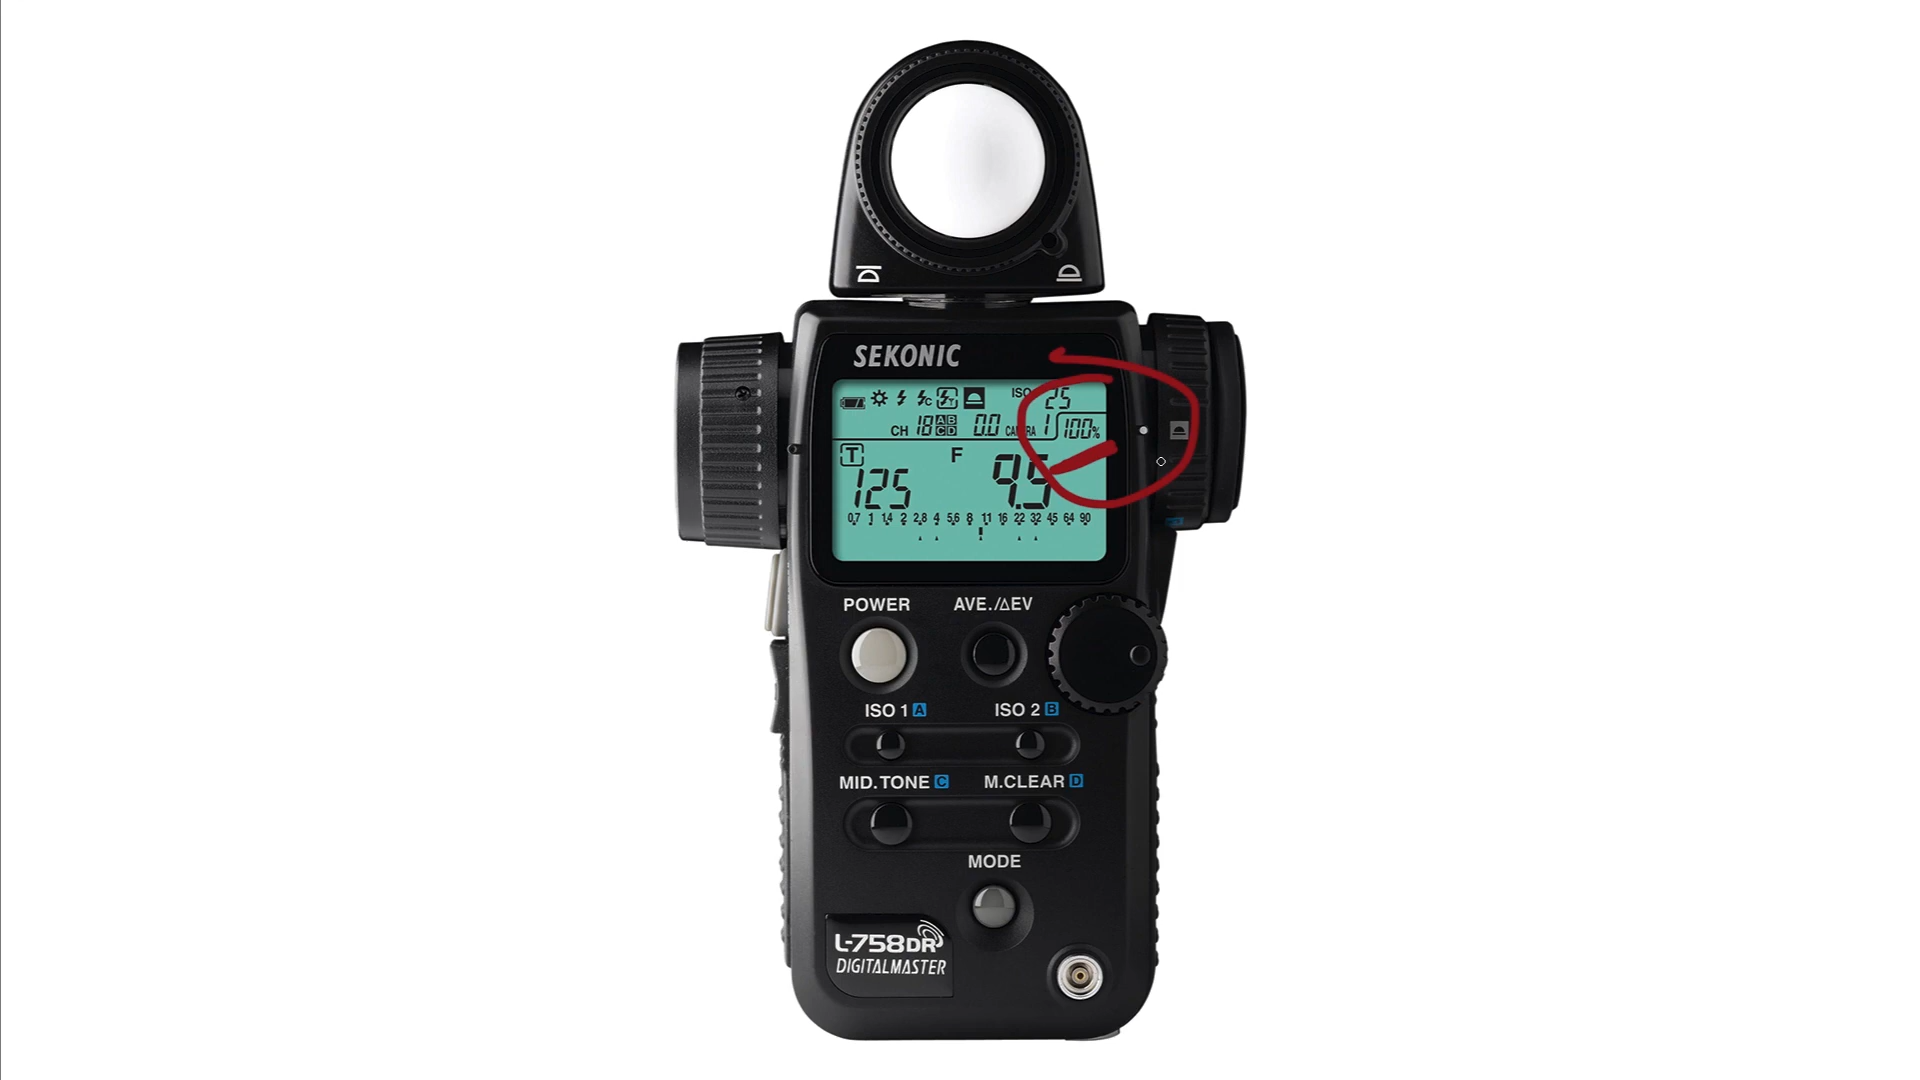 SEKONIC
ISO 25
CH 18 A B C D 0.0 CAMERA 1 100%
T F
125 9.5
0.7 1 1.4 2 2.8 4 5.6 8 11 16 22 32 45 64 90
POWER AVE./ΔEV
ISO 1 A ISO 2 B
MID.TONE C M.CLEAR D
MODE
L-758DR
DIGITALMASTER